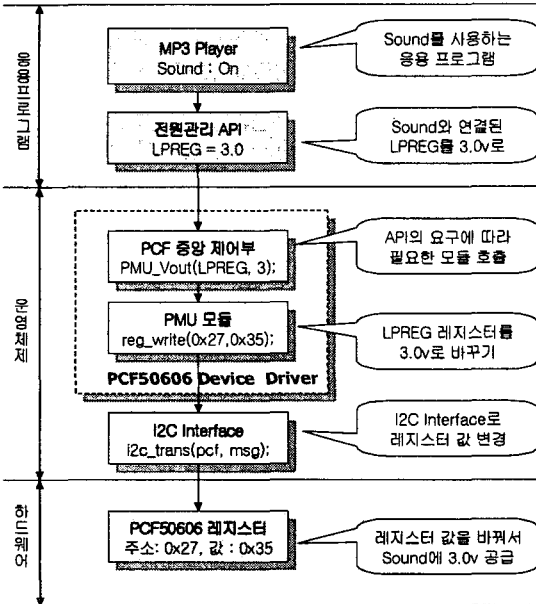 응용프로그램
MP3 Player
Sound : On
Sound를 사용하는
응용 프로그램
전원관리 API
LPREG = 3.0
Sound와 연결된
LPREG를 3.0v로
운영체제
PCF 중앙 제어부
PMU_Vout(LPREG, 3);
API의 요구에 따라
필요한 모듈 호출
PMU 모듈
reg_write(0x27,0x35);
LPREG 레지스터를
3.0v로 바꾸기
PCF50606 Device Driver
I2C Interface
i2c_trans(pcf, msg);
I2C Interface로
레지스터 값 변경
하드웨어
PCF50606 레지스터
주소: 0x27, 값 : 0x35
레지스터 값을 바꿔서
Sound에 3.0v 공급